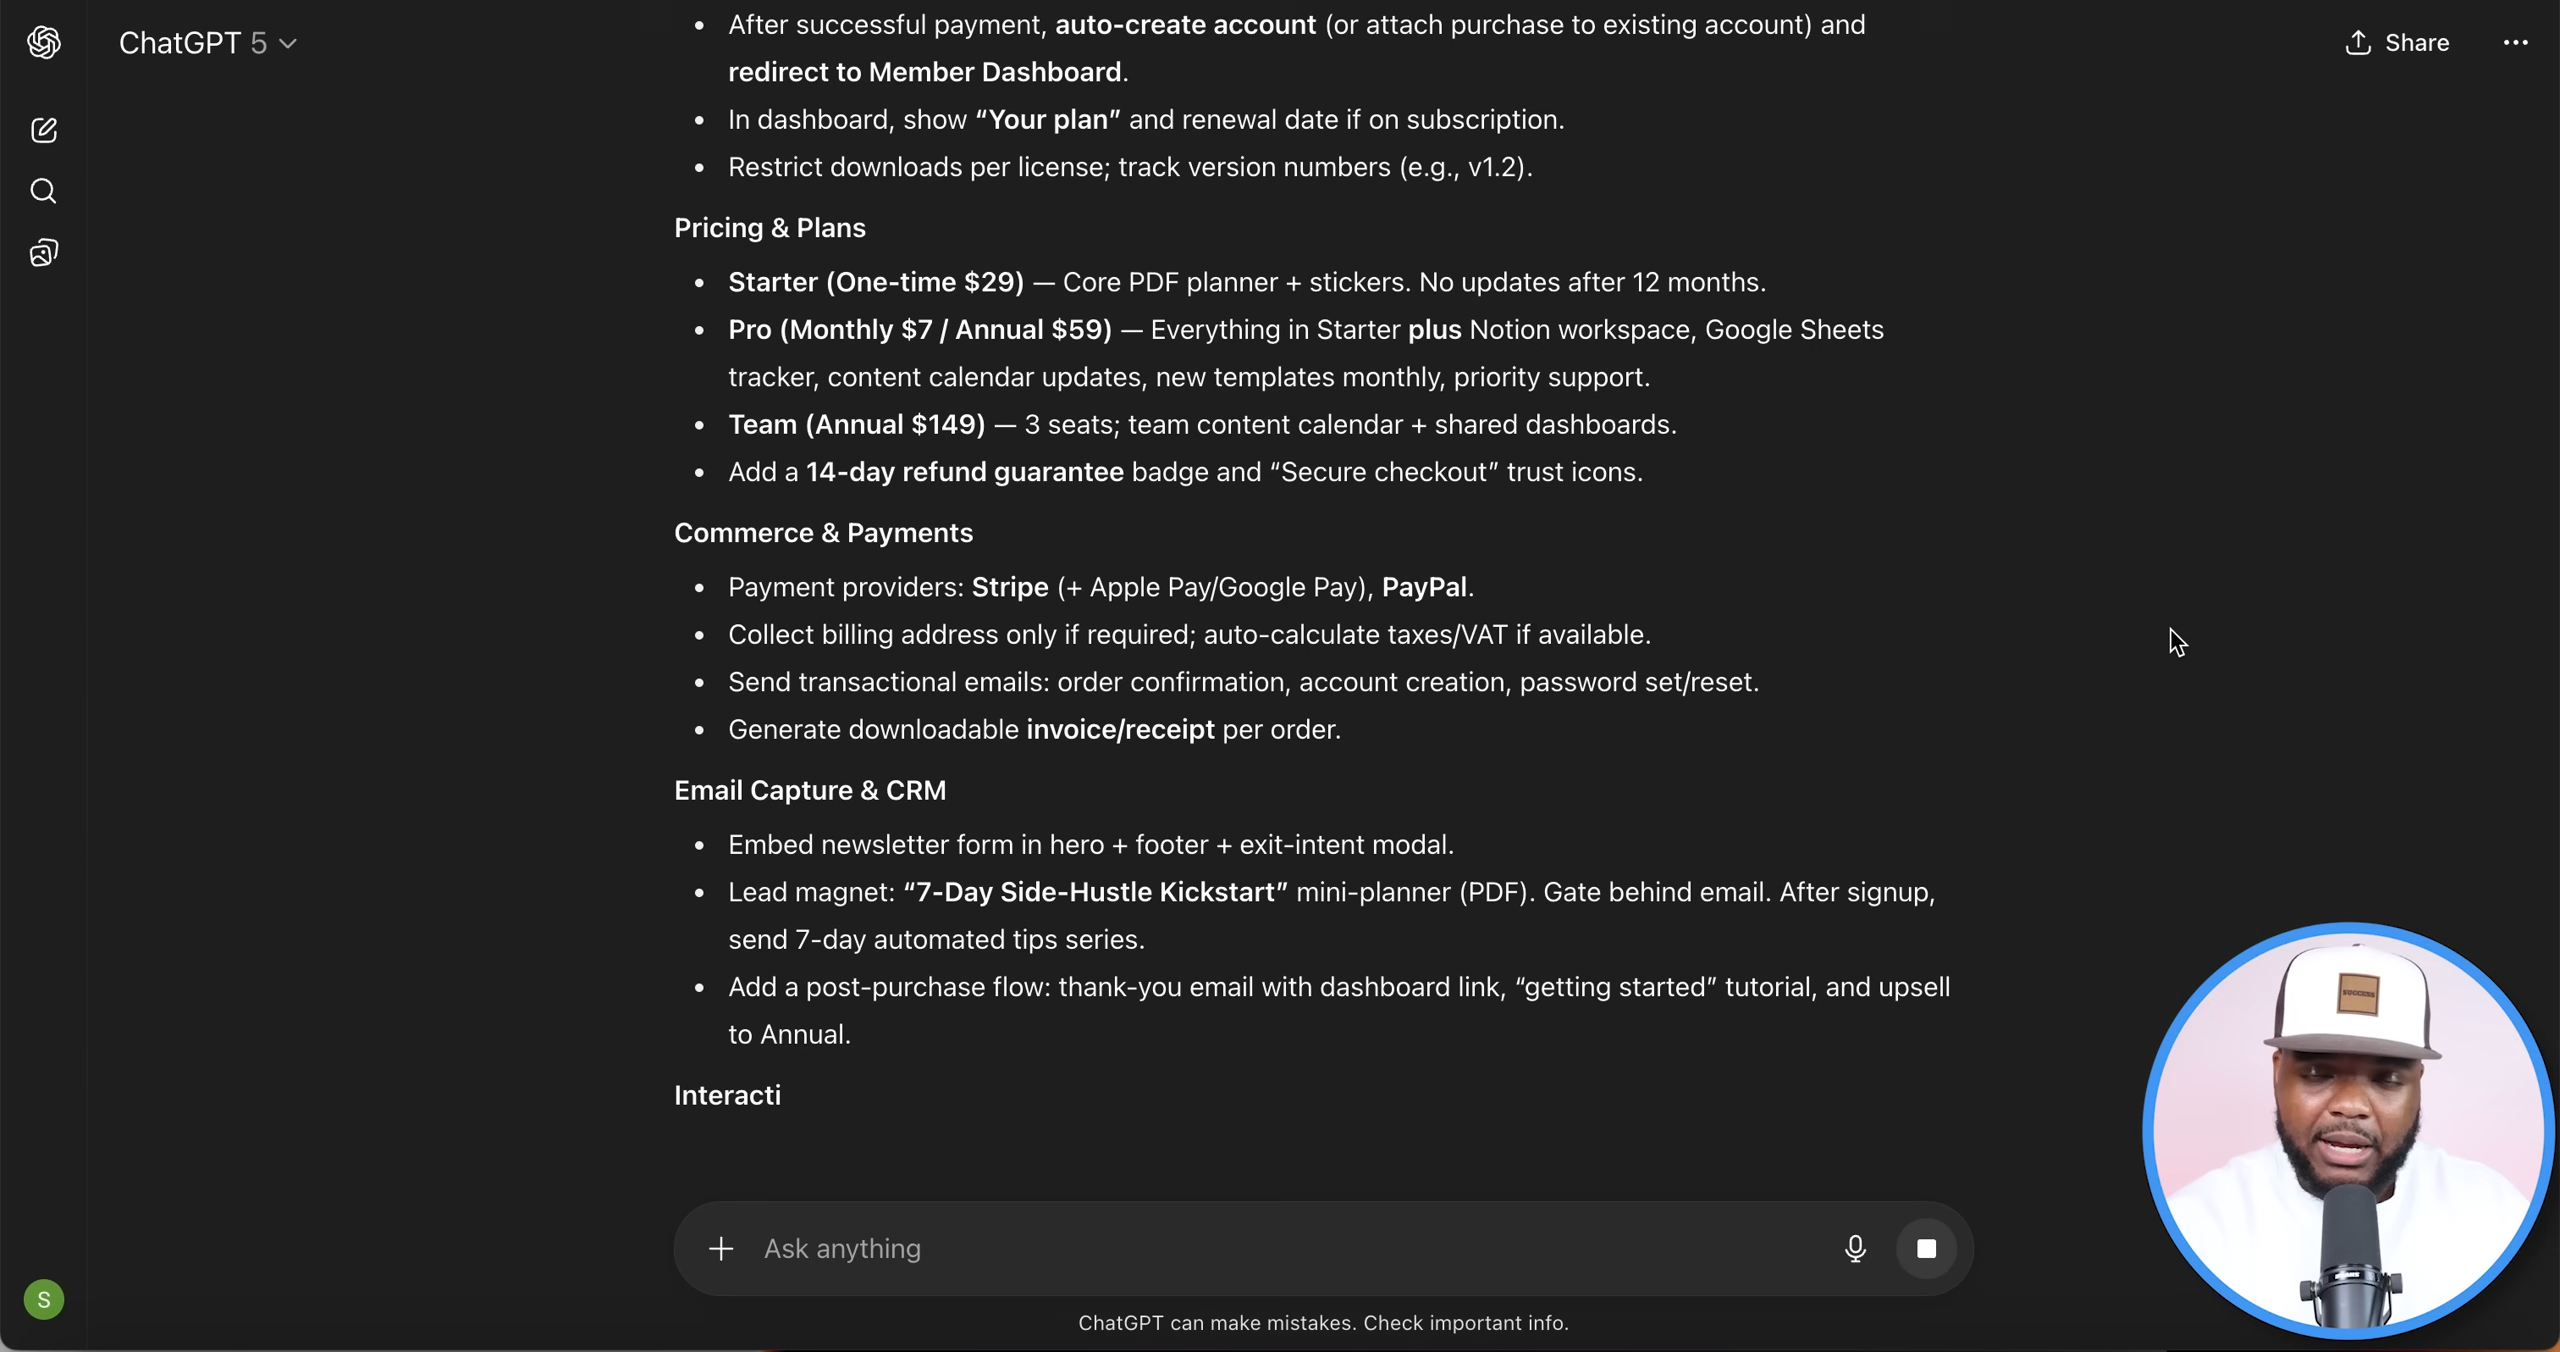 ChatGPT 5
Share
• After successful payment, auto-create account (or attach purchase to existing account) and
redirect to Member Dashboard.
• In dashboard, show “Your plan” and renewal date if on subscription.
• Restrict downloads per license; track version numbers (e.g., v1.2).
Pricing & Plans
• Starter (One-time $29) — Core PDF planner + stickers. No updates after 12 months.
• Pro (Monthly $7 / Annual $59) — Everything in Starter plus Notion workspace, Google Sheets
tracker, content calendar updates, new templates monthly, priority support.
• Team (Annual $149) — 3 seats; team content calendar + shared dashboards.
• Add a 14-day refund guarantee badge and “Secure checkout” trust icons.
Commerce & Payments
• Payment providers: Stripe (+ Apple Pay/Google Pay), PayPal.
• Collect billing address only if required; auto-calculate taxes/VAT if available.
• Send transactional emails: order confirmation, account creation, password set/reset.
• Generate downloadable invoice/receipt per order.
Email Capture & CRM
• Embed newsletter form in hero + footer + exit-intent modal.
• Lead magnet: “7-Day Side-Hustle Kickstart” mini-planner (PDF). Gate behind email. After signup,
send 7-day automated tips series.
• Add a post-purchase flow: thank-you email with dashboard link, “getting started” tutorial, and upsell
to Annual.
Interacti
SUCCESS
Ask anything
S
ChatGPT can make mistakes. Check important info.